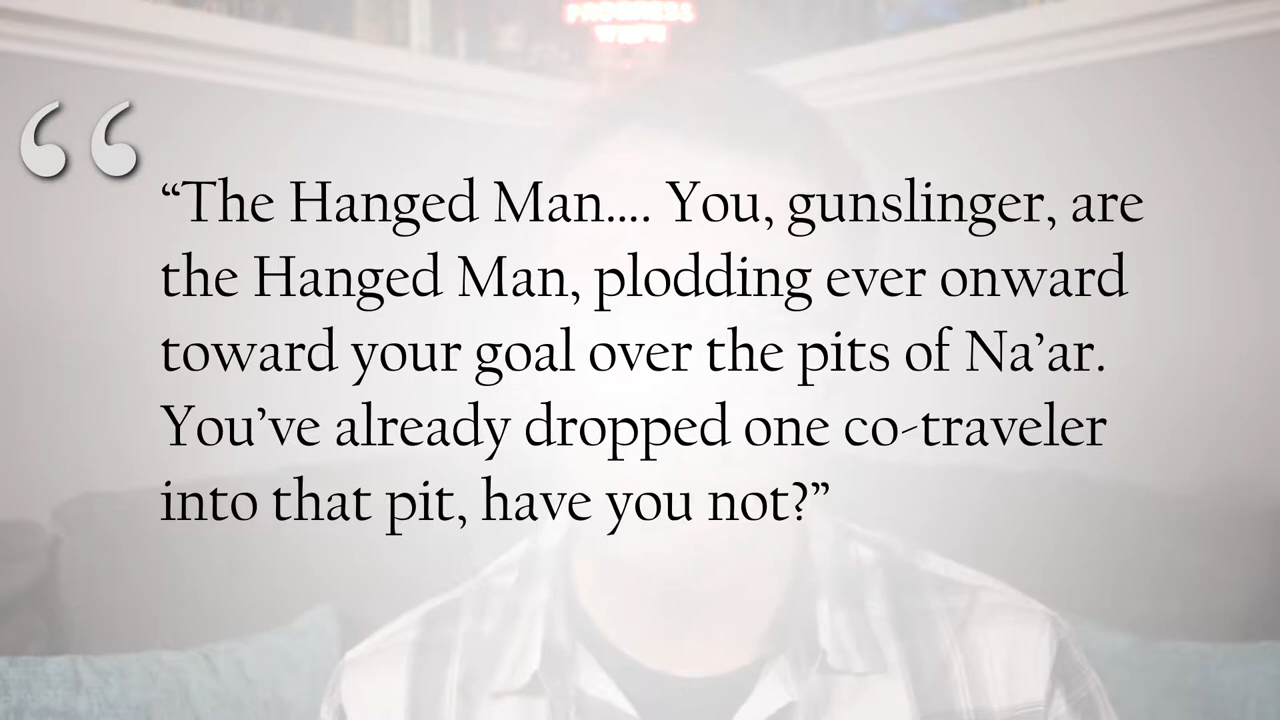 PROGRESS
“
“The Hanged Man.... You, gunslinger, are
the Hanged Man, plodding ever onward
toward your goal over the pits of Na’ar.
You’ve already dropped one co-traveler
into that pit, have you not?”